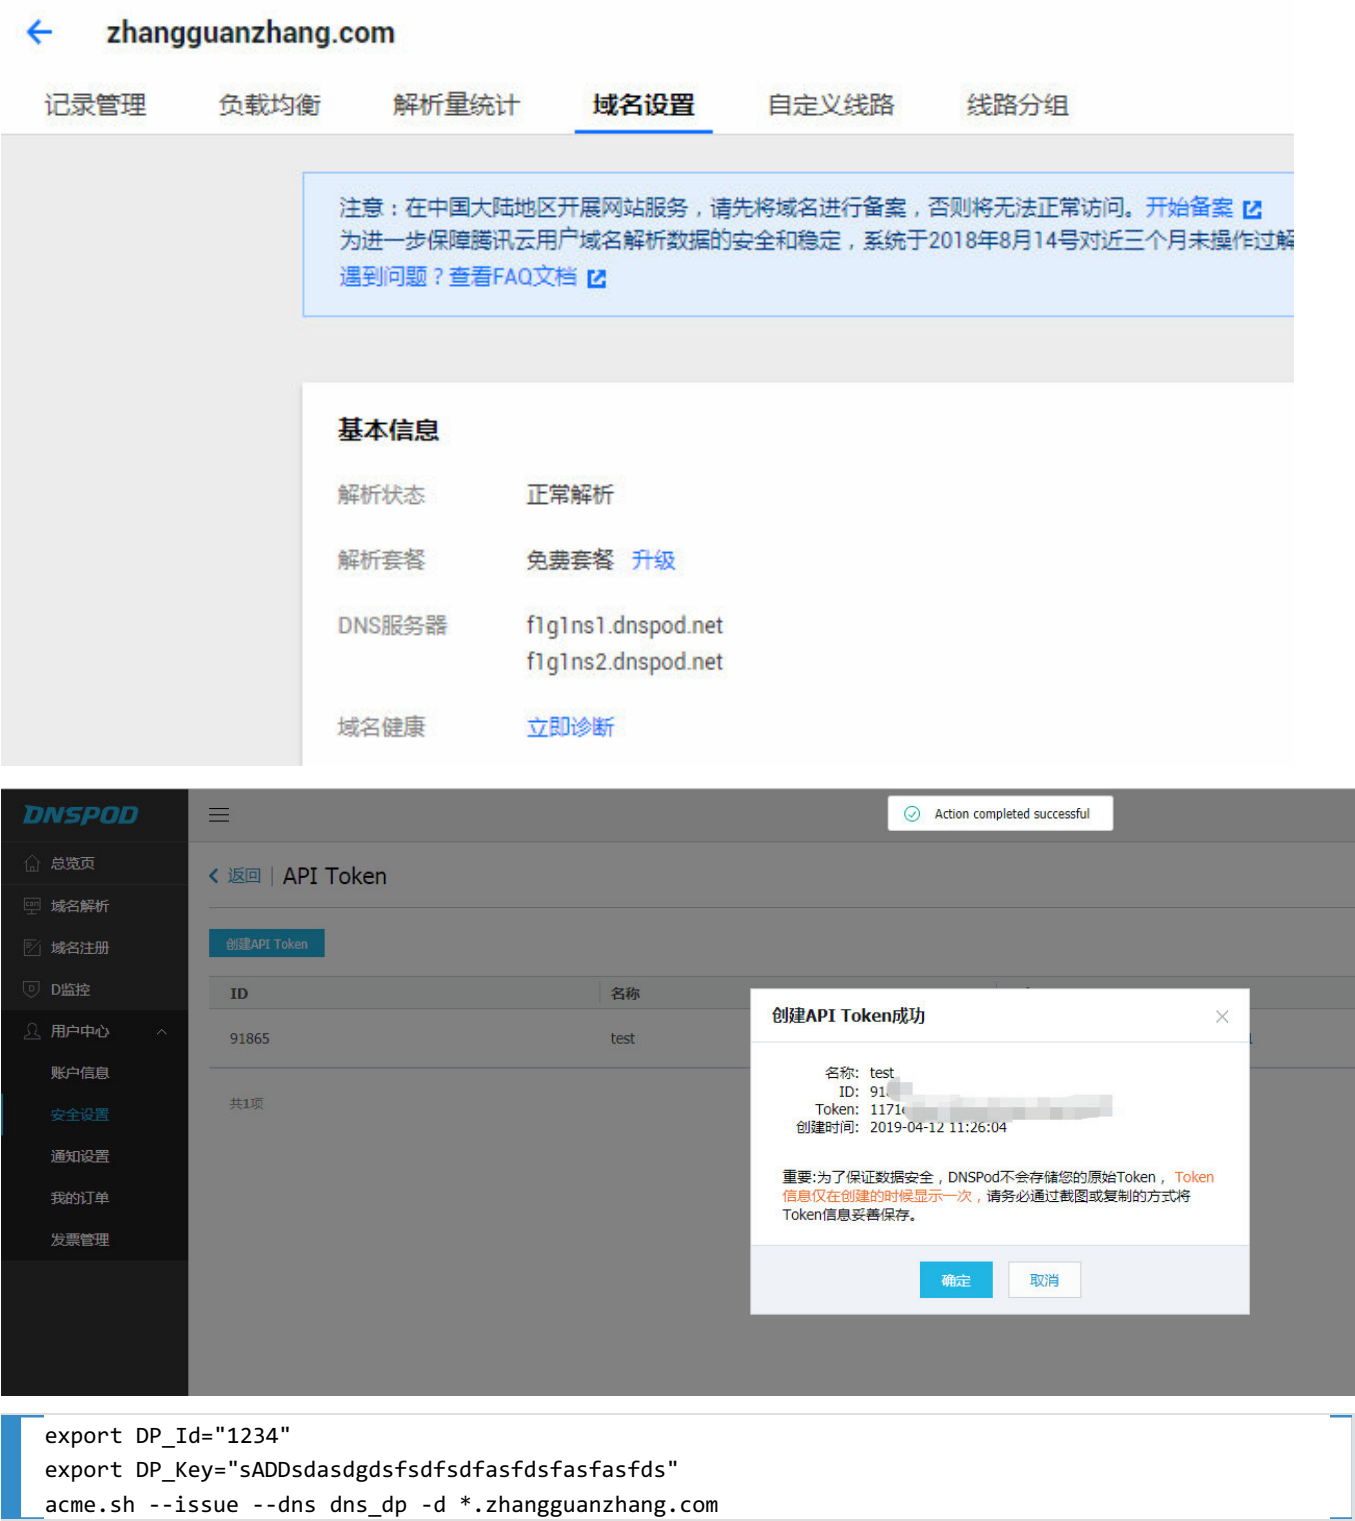 zhangguanzhang.com
记录管理 负载均衡 解析量统计 域名设置 自定义线路 线路分组
注意：在中国大陆地区开展网站服务，请先将域名进行备案，否则将无法正常访问。开始备案
为进一步保障腾讯云用户域名解析数据的安全和稳定，系统于2018年8月14号对近三个月未操作过解
遇到问题？查看FAQ文档
基本信息
解析状态 正常解析
解析套餐 免费套餐 升级
DNS服务器 f1g1ns1.dnspod.net
f1g1ns2.dnspod.net
域名健康 立即诊断
DNSPOD
Action completed successful
总览页
域名解析
域名注册
D监控
用户中心
账户信息
安全设置
通知设置
我的订单
发票管理
返回 | API Token
创建API Token
ID 名称
91865 test
共1项
创建API Token成功
名称: test
ID: 91
Token: 1171
创建时间: 2019-04-12 11:26:04
重要:为了保证数据安全，DNSPod不会存储您的原始Token，Token
信息仅在创建的时候显示一次，请务必通过截图或复制的方式将
Token信息妥善保存。
确定 取消
export DP_Id="1234"
export DP_Key="sADDsdasdgdsfsdfsdfasfdsfasfasfds"
acme.sh --issue --dns dns_dp -d *.zhangguanzhang.com